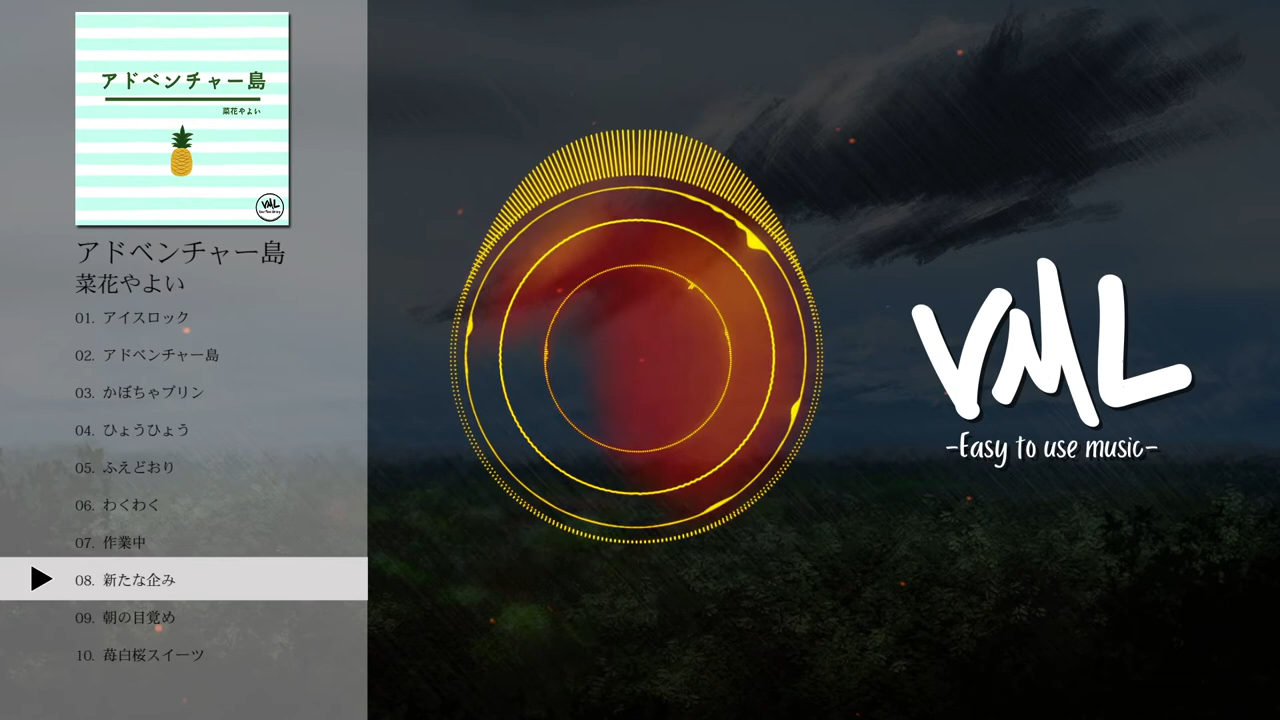 アドベンチャー島
菜花やよい
VML
アドベンチャー島
菜花やよい
01. アイスロック
02. アドベンチャー島
03. かぼちゃプリン
04. ひょうひょう
05. ふえどおり
06. わくわく
07. 作業中
08. 新たな企み
09. 朝の目覚め
10. 苺白桜スイーツ
VML
-Easy to use music-